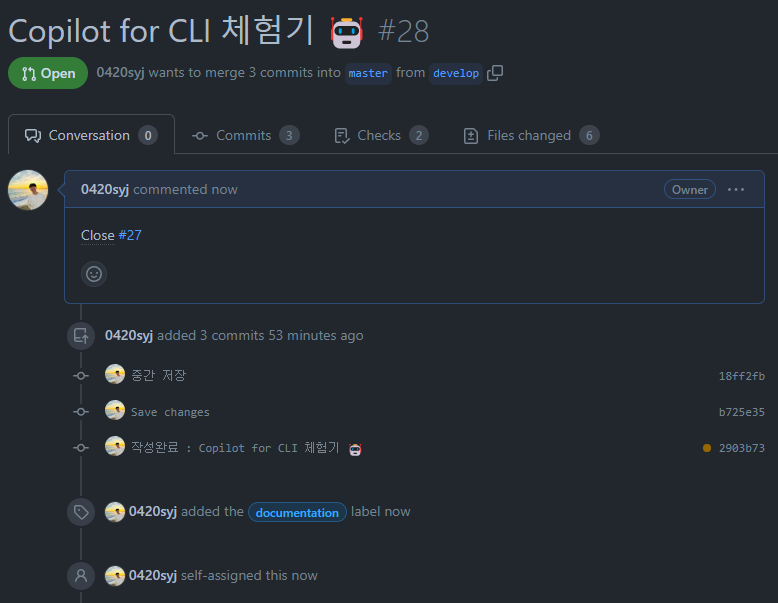 Copilot for CLI 체험기 🤖 #28
Open 0420syj wants to merge 3 commits into master from develop
Conversation 0 Commits 3 Checks 2 Files changed 6
0420syj commented now Owner ...
Close #27
0420syj added 3 commits 53 minutes ago
중간 저장 18ff2fb
Save changes b725e35
작성완료 : Copilot for CLI 체험기 🤖 2903b73
0420syj added the documentation label now
0420syj self-assigned this now